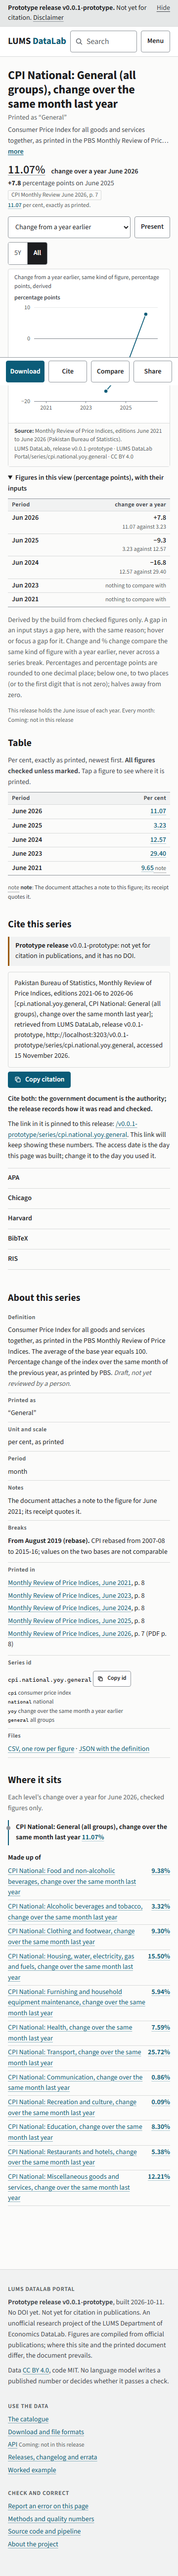 Prototype release v0.0.1-prototype. Not yet for
citation. Disclaimer
Hide
LUMS DataLab
Search
Menu
CPI National: General (all
groups), change over the
same month last year
Printed as "General"
Consumer Price Index for all goods and services
together, as printed in the PBS Monthly Review of Pric…
more
11.07% change over a year June 2026
+7.8 percentage points on June 2025
CPI Monthly Review June 2026, p. 7
11.07 per cent, exactly as printed.
Change from a year earlier
Present
5Y
All
Change from a year earlier, same kind of figure, percentage
points, derived
percentage points
10
0
Download
Cite
Compare
Share
−20
2021
2023
2025
Source: Monthly Review of Price Indices, editions June 2021
to June 2026 (Pakistan Bureau of Statistics).
LUMS DataLab, release v0.0.1-prototype · LUMS DataLab
Portal/series/cpi.national.yoy.general · CC BY 4.0
▼ Figures in this view (percentage points), with their
inputs
Period
change over a year
Jun 2026
+7.8
11.07 against 3.23
Jun 2025
−9.3
3.23 against 12.57
Jun 2024
−16.8
12.57 against 29.40
Jun 2023
nothing to compare with
Jun 2021
nothing to compare with
Derived by the build from checked figures only. A gap in
an input stays a gap here, with the same reason; hover
or focus a gap for it. Change and % change compare the
same kind of figure with a year earlier, never across a
series break. Percentages and percentage points are
rounded to one decimal place; below one, to two places
(or to the first digit that is not zero); halves away from
zero.
This release holds the June issue of each year. Every month:
Coming: not in this release
Table
Per cent, exactly as printed, newest first. All figures
checked unless marked. Tap a figure to see where it is
printed.
Period
Per cent
June 2026
11.07
June 2025
3.23
June 2024
12.57
June 2023
29.40
June 2021
9.65 note
note note: The document attaches a note to this figure; its receipt
quotes it.
Cite this series
Prototype release v0.0.1-prototype: not yet for
citation in publications, and it has no DOI.
Pakistan Bureau of Statistics, Monthly Review of
Price Indices, editions 2021-06 to 2026-06
[cpi.national.yoy.general, CPI National: General (all
groups), change over the same month last year];
retrieved from LUMS DataLab, release v0.0.1-
prototype, http://localhost:3203/v0.0.1-
prototype/series/cpi.national.yoy.general, accessed
15 November 2026.
Copy citation
Cite both: the government document is the authority;
the release records how it was read and checked.
The link in it is pinned to this release: /v0.0.1-
prototype/series/cpi.national.yoy.general. This link will
keep showing these numbers. The access date is the day
this page was built; change it to the day you used it.
APA
Chicago
Harvard
BibTeX
RIS
About this series
Definition
Consumer Price Index for all goods and services
together, as printed in the PBS Monthly Review of Price
Indices. The average of the base year equals 100.
Percentage change of the index over the same month of
the previous year, as printed by PBS. Draft, not yet
reviewed by a person.
Printed as
"General"
Unit and scale
per cent, as printed
Period
month
Notes
The document attaches a note to the figure for June
2021; its receipt quotes it.
Breaks
From August 2019 (rebase). CPI rebased from 2007-08
to 2015-16; values on the two bases are not comparable
Printed in
Monthly Review of Price Indices, June 2021, p. 8
Monthly Review of Price Indices, June 2023, p. 8
Monthly Review of Price Indices, June 2024, p. 8
Monthly Review of Price Indices, June 2025, p. 8
Monthly Review of Price Indices, June 2026, p. 7 (PDF p.
8)
Series id
cpi.national.yoy.general
Copy id
cpi consumer price index
national national
yoy change over the same month a year earlier
general all groups
Files
CSV, one row per figure · JSON with the definition
Where it sits
Each level's change over a year for June 2026, checked
figures only.
CPI National: General (all groups), change over the
same month last year 11.07%
Made up of
CPI National: Food and non-alcoholic
beverages, change over the same month last
year
9.38%
CPI National: Alcoholic beverages and tobacco,
change over the same month last year
3.32%
CPI National: Clothing and footwear, change
over the same month last year
9.30%
CPI National: Housing, water, electricity, gas
and fuels, change over the same month last
year
15.50%
CPI National: Furnishing and household
equipment maintenance, change over the same
month last year
5.94%
CPI National: Health, change over the same
month last year
7.59%
CPI National: Transport, change over the same
month last year
25.72%
CPI National: Communication, change over the
same month last year
0.86%
CPI National: Recreation and culture, change
over the same month last year
0.09%
CPI National: Education, change over the same
month last year
8.30%
CPI National: Restaurants and hotels, change
over the same month last year
5.38%
CPI National: Miscellaneous goods and
services, change over the same month last
year
12.21%
LUMS DATALAB PORTAL
Prototype release v0.0.1-prototype, built 2026-10-11.
No DOI yet. Not yet for citation in publications. An
unofficial research project of the LUMS Department of
Economics DataLab. Figures are compiled from official
publications; where this site and the printed document
differ, the document prevails.
Data CC BY 4.0, code MIT. No language model writes a
published number or decides whether it passes a check.
USE THE DATA
The catalogue
Download and file formats
API Coming: not in this release
Releases, changelog and errata
Worked example
CHECK AND CORRECT
Report an error on this page
Methods and quality numbers
Source code and pipeline
About the project